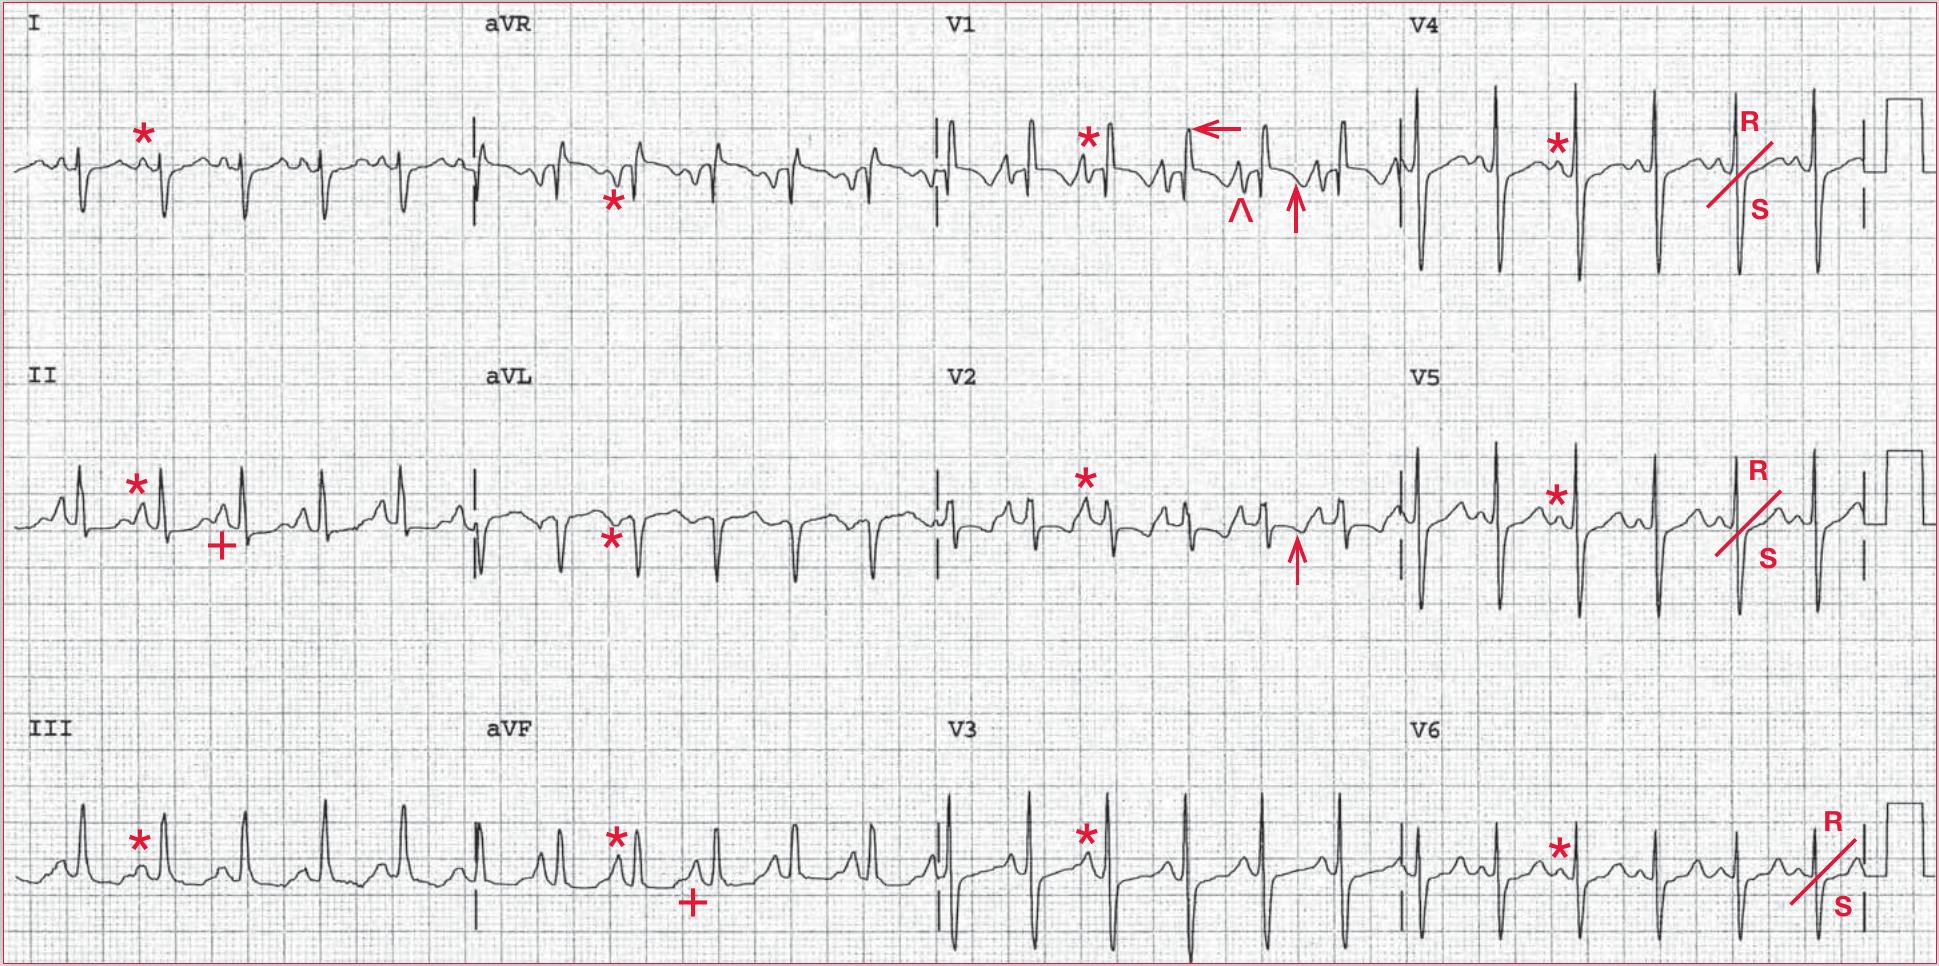 I aVR V1 V4
* * * ← * R
^ ↑ S
II aVL V2 V5
* * * * R
+ ↑ S
III aVF V3 V6
* * * * R
+ S